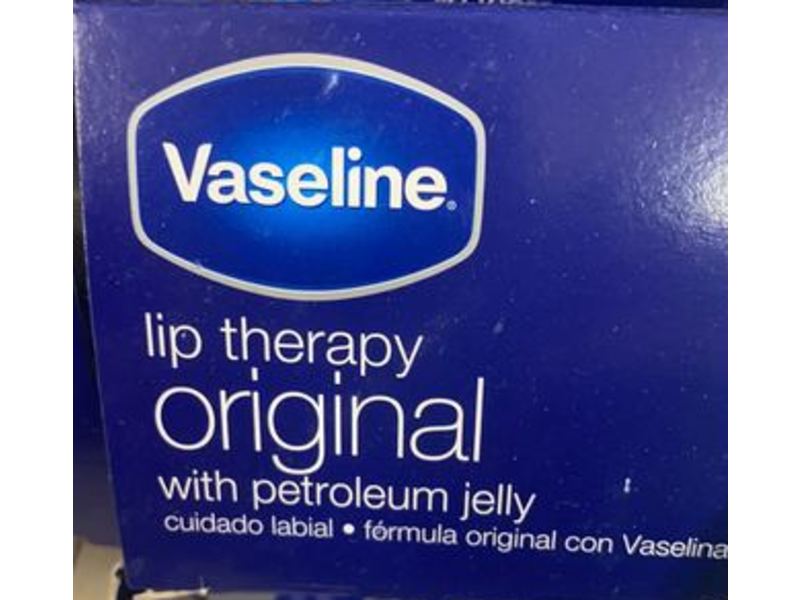 Vaseline®
lip therapy
original
with petroleum jelly
cuidado labial • fórmula original con Vaselina